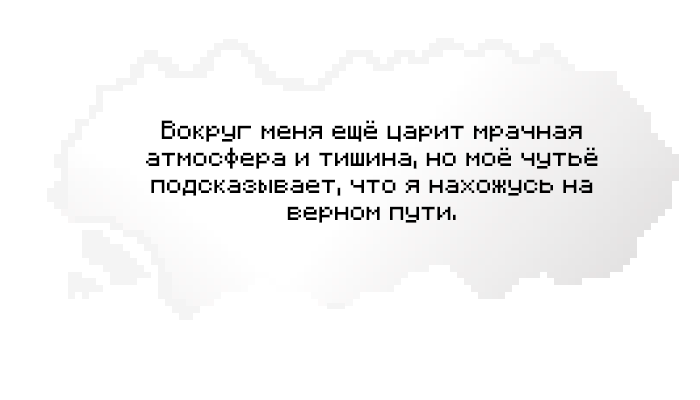 Вокруг меня ещё царит мрачная
атмосфера и тишина, но моё чутьё
подсказывает, что я нахожусь на
верном пути.